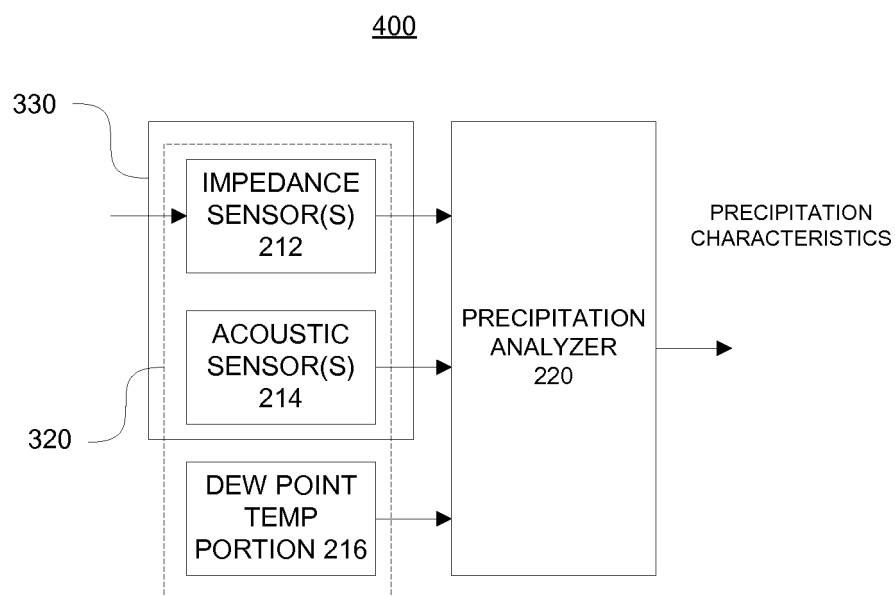 400
330
IMPEDANCE
SENSOR(S)
212
PRECIPITATION
CHARACTERISTICS
ACOUSTIC
SENSOR(S)
214
PRECIPITATION
ANALYZER
220
320
DEW POINT
TEMP
PORTION 216